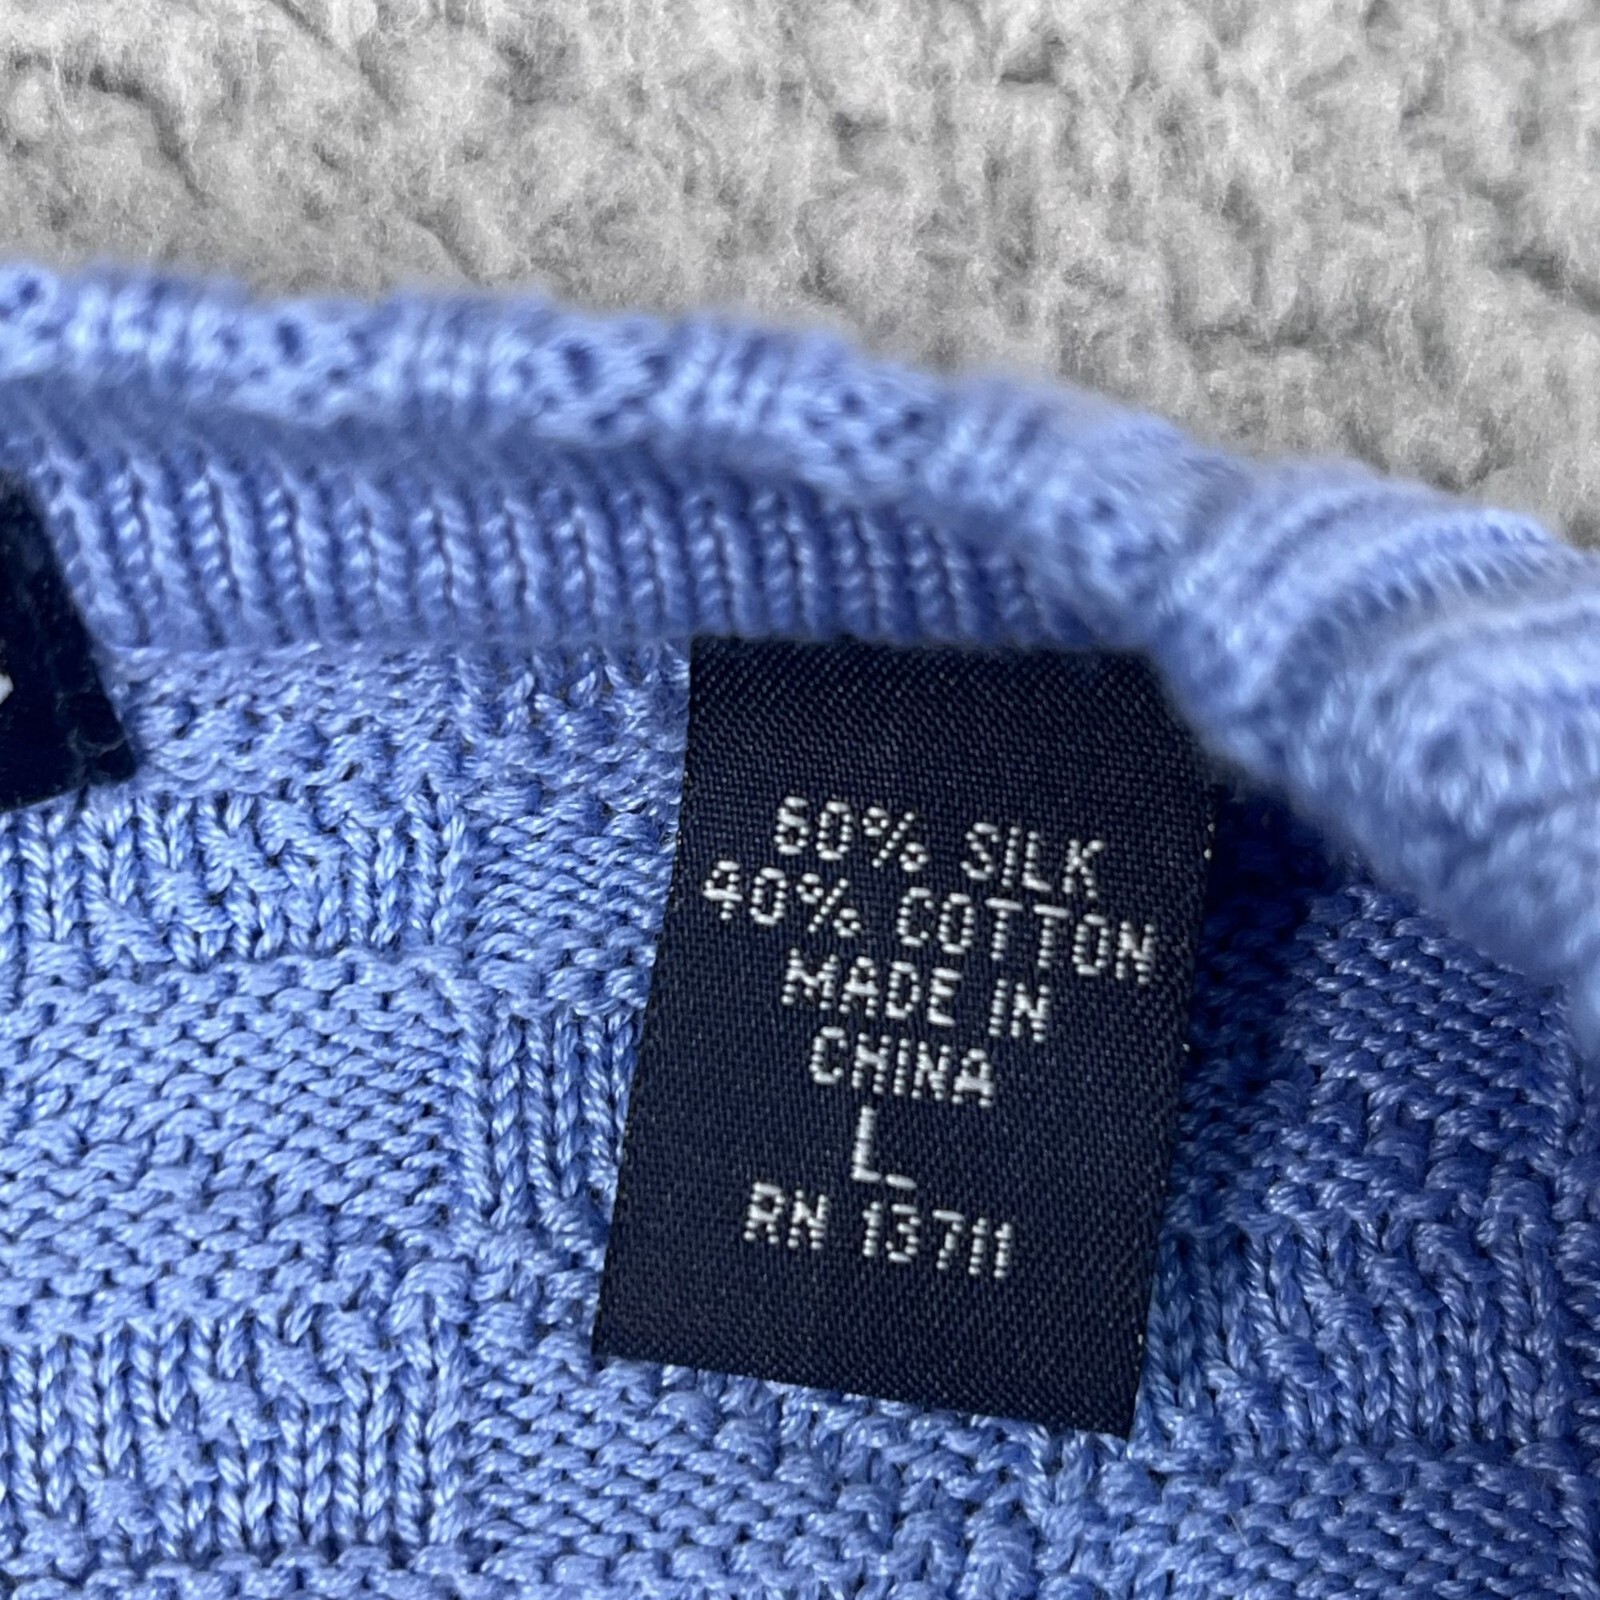 60% SILK
40% COTTON
MADE IN
CHINA
L
RN 13711